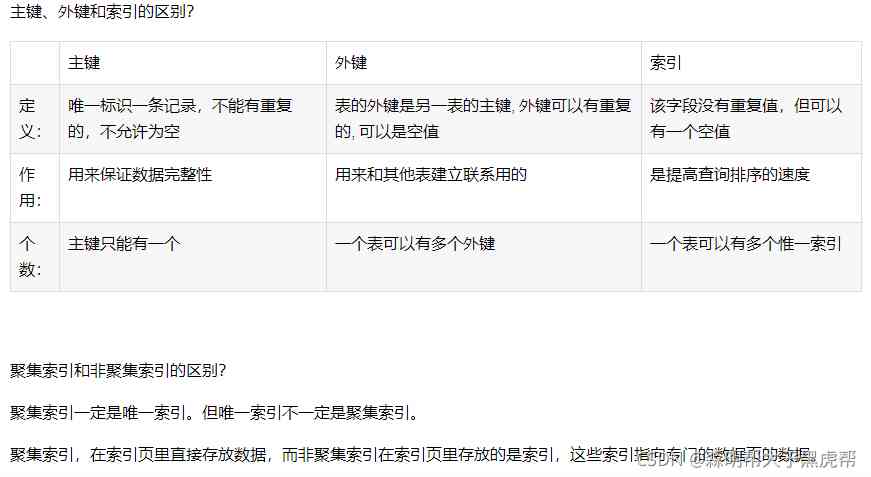 主键、外键和索引的区别?
主键 外键 索引
定义： 唯一标识一条记录，不能有重复的，不允许为空 表的外键是另一表的主键, 外键可以有重复的, 可以是空值 该字段没有重复值，但可以有一个空值
作用： 用来保证数据完整性 用来和其他表建立联系用的 是提高查询排序的速度
个数： 主键只能有一个 一个表可以有多个外键 一个表可以有多个惟一索引
聚集索引和非聚集索引的区别?
聚集索引一定是唯一索引。但唯一索引不一定是聚集索引。
聚集索引，在索引页里直接存放数据，而非聚集索引在索引页里存放的是索引，这些索引指向专门的数据页的数据。
CSDN